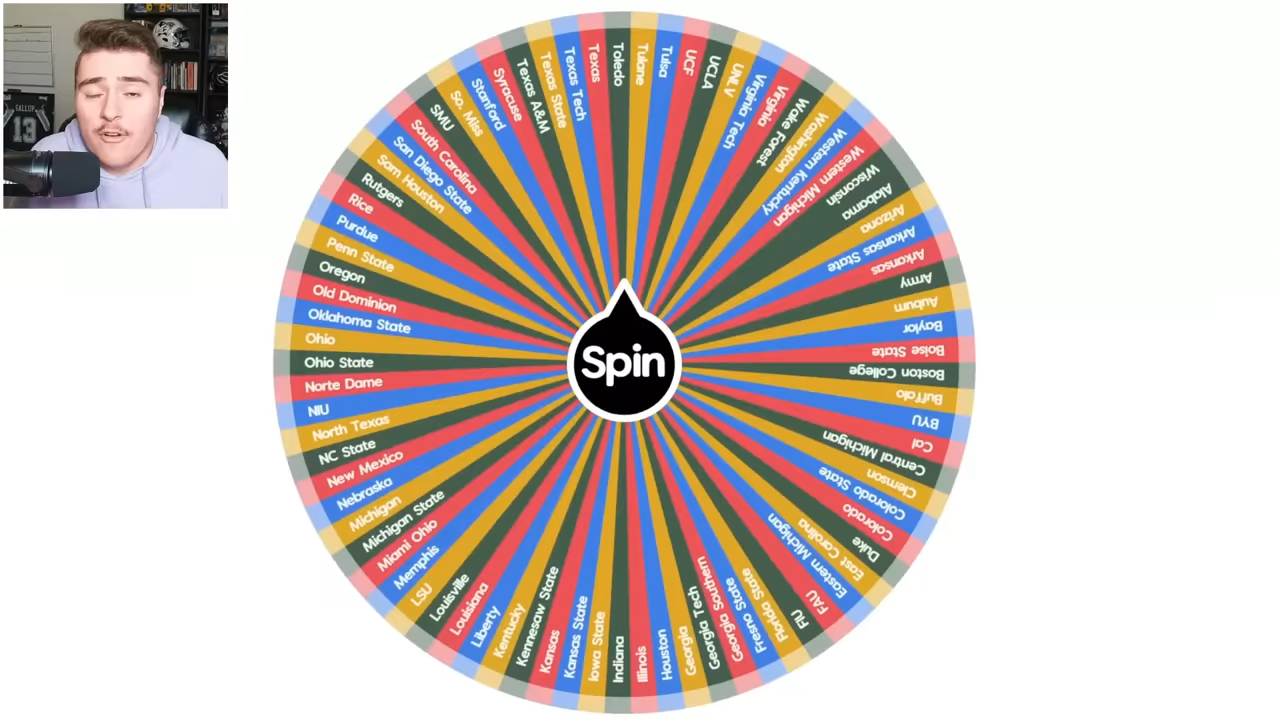 GALLUP
13
Spin
Toledo
Tulane
Tulsa
UCF
UCLA
UNLV
Virginia Tech
Virginia
Wake Forest
Washington
Western Kentucky
Western Michigan
Wisconsin
Alabama
Arizona
Arkansas State
Arkansas
Army
Auburn
Baylor
Boise State
Boston College
Buffalo
BYU
Cal
Central Michigan
Clemson
Colorado State
Colorado
Duke
East Carolina
Eastern Michigan
FAU
FIU
Florida State
Fresno State
Georgia Southern
Georgia Tech
Georgia
Houston
Illinois
Indiana
Iowa State
Kansas State
Kansas
Kennesaw State
Kentucky
Liberty
Louisiana
Louisville
LSU
Memphis
Miami Ohio
Michigan State
Michigan
Nebraska
New Mexico
NC State
North Texas
NIU
Norte Dame
Ohio State
Ohio
Oklahoma State
Old Dominion
Oregon
Penn State
Purdue
Rice
Rutgers
Sam Houston
San Diego State
South Carolina
SMU
So. Miss
Stanford
Syracuse
Texas A&M
Texas State
Texas Tech
Texas